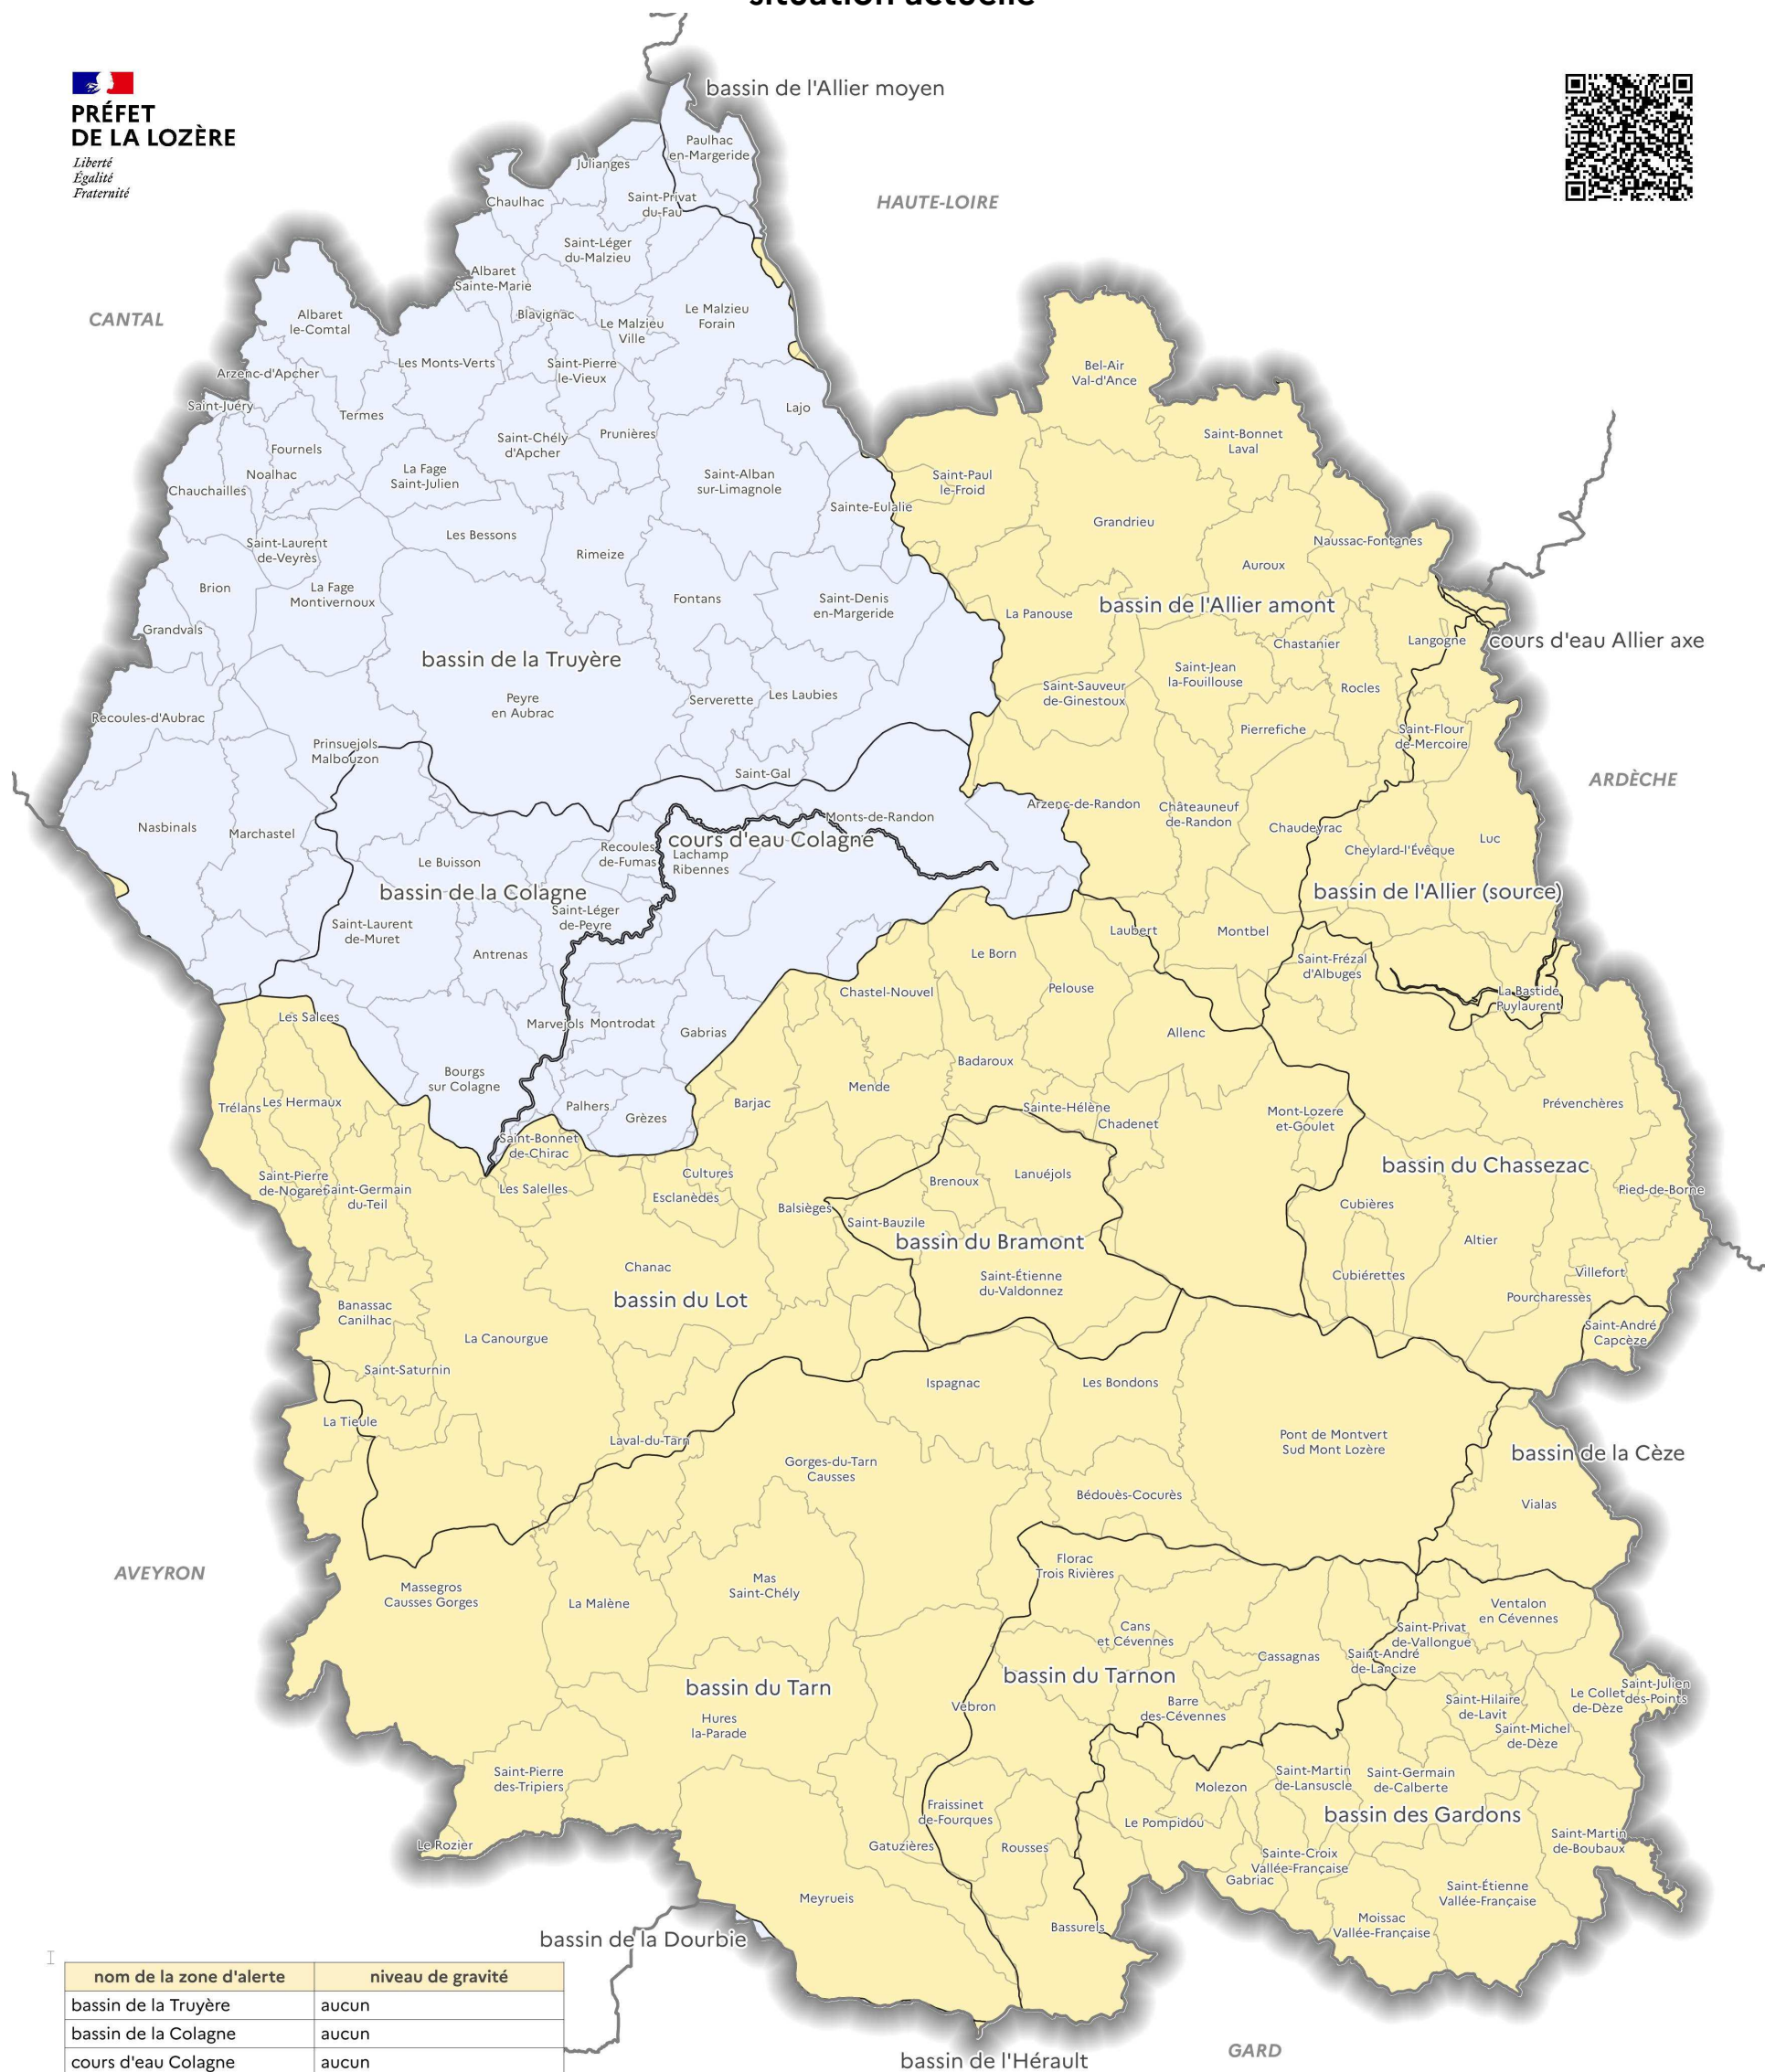 situation actuelle
PRÉFET
DE LA LOZÈRE
Liberté
Égalité
Fraternité
bassin de l'Allier moyen
Paulhac
en-Margeride
Julianges
HAUTE-LOIRE
Chaulhac
Saint-Privat
du-Fau
Saint-Léger
du-Malzieu
Albaret
Sainte-Marie
CANTAL
Albaret
le-Comtal
Blavignac
Le Malzieu
Ville
Le Malzieu
Forain
Les Monts-Verts
Saint-Pierre
le-Vieux
Bel-Air
Val-d'Ance
Arzenc-d'Apcher
Saint-Juéry
Termes
Lajo
Fournels
Saint-Chély
d'Apcher
Prunières
Saint-Bonnet
Laval
Noalhac
La Fage
Saint-Julien
Saint-Alban
sur-Limagnole
Saint-Paul
le-Froid
Chauchailles
Sainte-Eulalie
Grandrieu
Saint-Laurent
de-Veyrès
Les Bessons
Rimeize
Naussac-Fontanes
Auroux
Brion
La Fage
Montivernoux
Fontans
Saint-Denis
en-Margeride
La Panouse
bassin de l'Allier amont
Grandvals
Chastanier
Langogne
cours d'eau Allier axe
bassin de la Truyère
Saint-Jean
la-Fouillouse
Peyre
en Aubrac
Serverette
Les Laubies
Saint-Sauveur
de-Ginestoux
Rocles
Recoules-d'Aubrac
Pierrefiche
Saint-Flour
de-Mercoire
Prinsuejols
Malbouzon
Saint-Gal
ARDÈCHE
Nasbinals
Marchastel
Monts-de-Randon
Arzenc-de-Randon
Châteauneuf
de-Randon
Chaudeyrac
Luc
cours d'eau Colagne
Recoules
de-Fumas
Lachamp
Ribennes
Le Buisson
Cheylard-l'Évêque
bassin de la Colagne
bassin de l'Allier (source)
Saint-Laurent
de-Muret
Saint-Léger
de-Peyre
Antrenas
Laubert
Montbel
Le Born
Saint-Frézal
d'Albuges
Chastel-Nouvel
Pelouse
La Bastide
Puylaurent
Les Salces
Marvejols
Montrodat
Gabrias
Allenc
Badaroux
Bourgs
sur Colagne
Mende
Trélans
Les Hermaux
Palhers
Grèzes
Barjac
Sainte-Hélène
Chadenet
Mont-Lozere
et-Goulet
Prévenchères
Saint-Bonnet
de-Chirac
bassin du Chassezac
Saint-Pierre
de-Nogaret
Saint-Germain
du-Teil
Les Salelles
Cultures
Esclanèdes
Brenoux
Lanuéjols
Pied-de-Borne
Balsièges
Saint-Bauzile
Cubières
bassin du Bramont
Altier
Chanac
Saint-Étienne
du-Valdonnez
Cubiérettes
Villefort
bassin du Lot
Banassac
Canilhac
Pourcharesses
La Canourgue
Saint-André
Capcèze
Saint-Saturnin
Ispagnac
Les Bondons
La Tieule
Laval-du-Tarn
Pont de Montvert
Sud Mont Lozère
bassin de la Cèze
Gorges-du-Tarn
Causses
Bédouès-Cocurès
Vialas
AVEYRON
Florac
Trois Rivières
Massegros
Causses Gorges
La Malène
Mas
Saint-Chély
Ventalon
en Cévennes
Cans
et Cévennes
Saint-Privat
de-Vallongue
Cassagnas
Saint-André
de-Lancize
bassin du Tarn
bassin du Tarnon
Saint-Julien
des-Points
Le Collet
de-Dèze
Vébron
Barre
des-Cévennes
Saint-Hilaire
de-Lavit
Hures
la-Parade
Saint-Michel
de-Dèze
Saint-Pierre
des-Tripiers
Molezon
Saint-Martin
de-Lansuscle
Saint-Germain
de-Calberte
Fraissinet
de-Fourques
Le Pompidou
bassin des Gardons
Le Rozier
Gatuzières
Rousses
Saint-Martin
de-Boubaux
Sainte-Croix
Vallée-Française
Gabriac
Meyrueis
Saint-Étienne
Vallée-Française
Bassurels
Moissac
Vallée-Française
bassin de la Dourbie
nom de la zone d'alerte niveau de gravité
bassin de la Truyère aucun
bassin de la Colagne aucun
cours d'eau Colagne aucun
GARD
bassin de l'Hérault